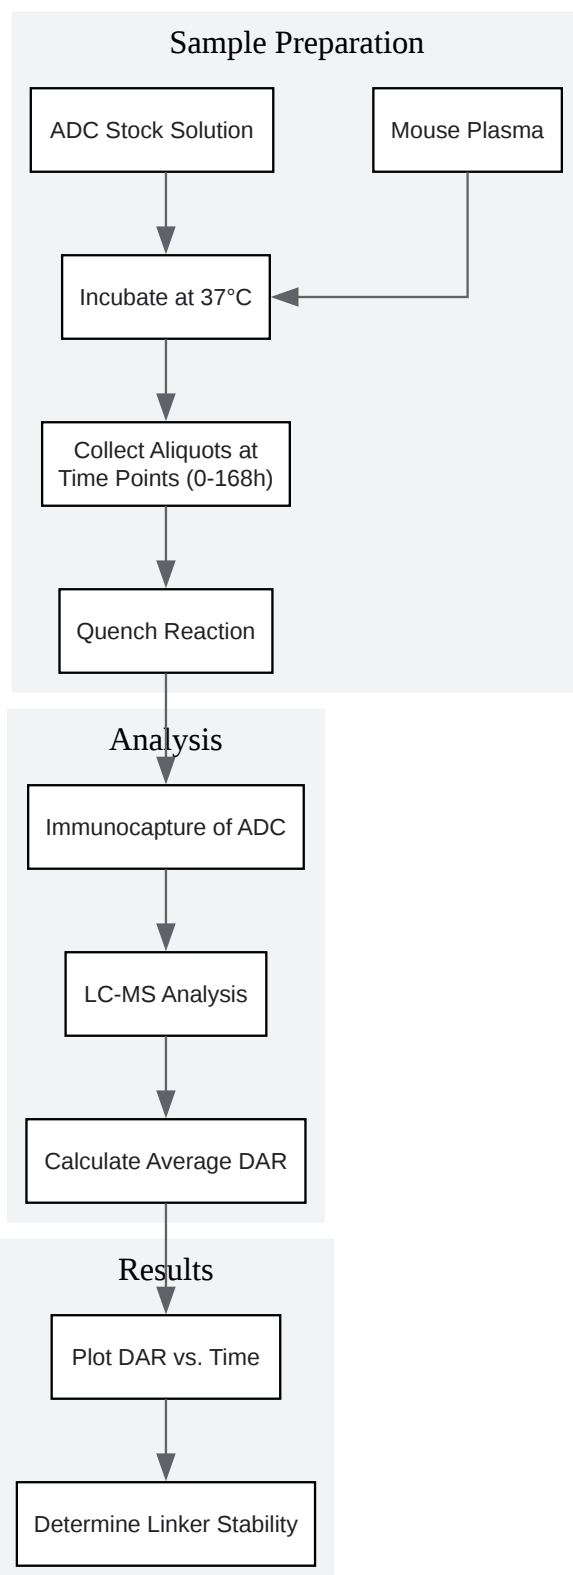 Sample Preparation
ADC Stock Solution
Mouse Plasma
Incubate at 37°C
Collect Aliquots at
Time Points (0-168h)
Quench Reaction
Analysis
Immunocapture of ADC
LC-MS Analysis
Calculate Average DAR
Results
Plot DAR vs. Time
Determine Linker Stability